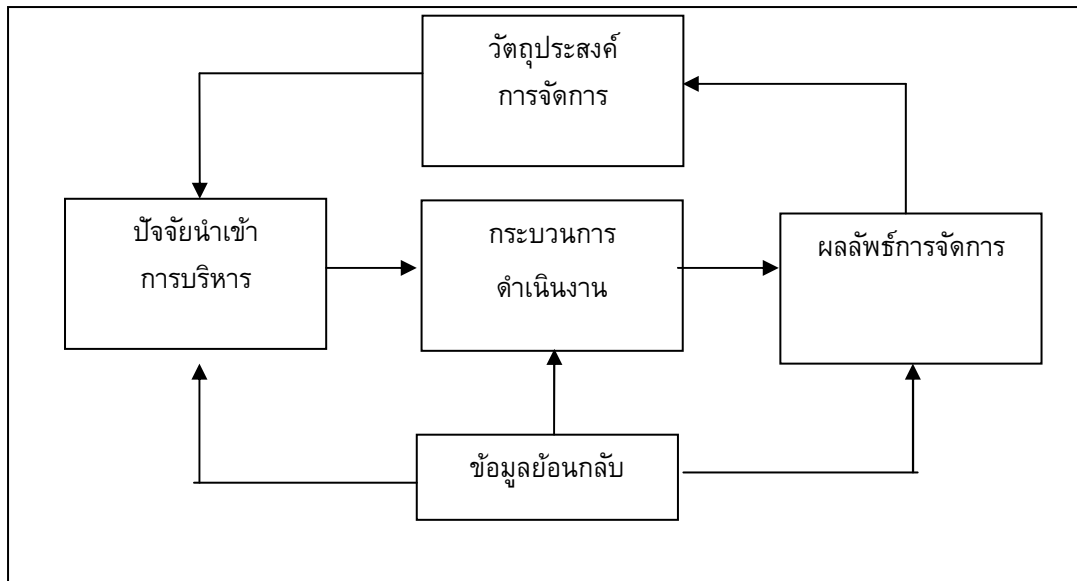 วัตถุประสงค์
การจัดการ
ปัจจัยนำเข้า
การบริหาร
กระบวนการ
ดำเนินงาน
ผลลัพธ์การจัดการ
ข้อมูลย้อนกลับ